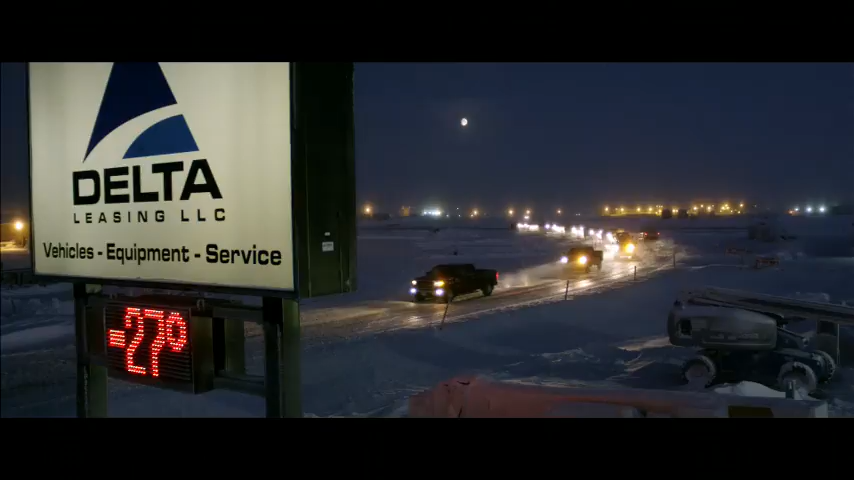 DELTA
LEASING LLC
Vehicles - Equipment - Service
-27°